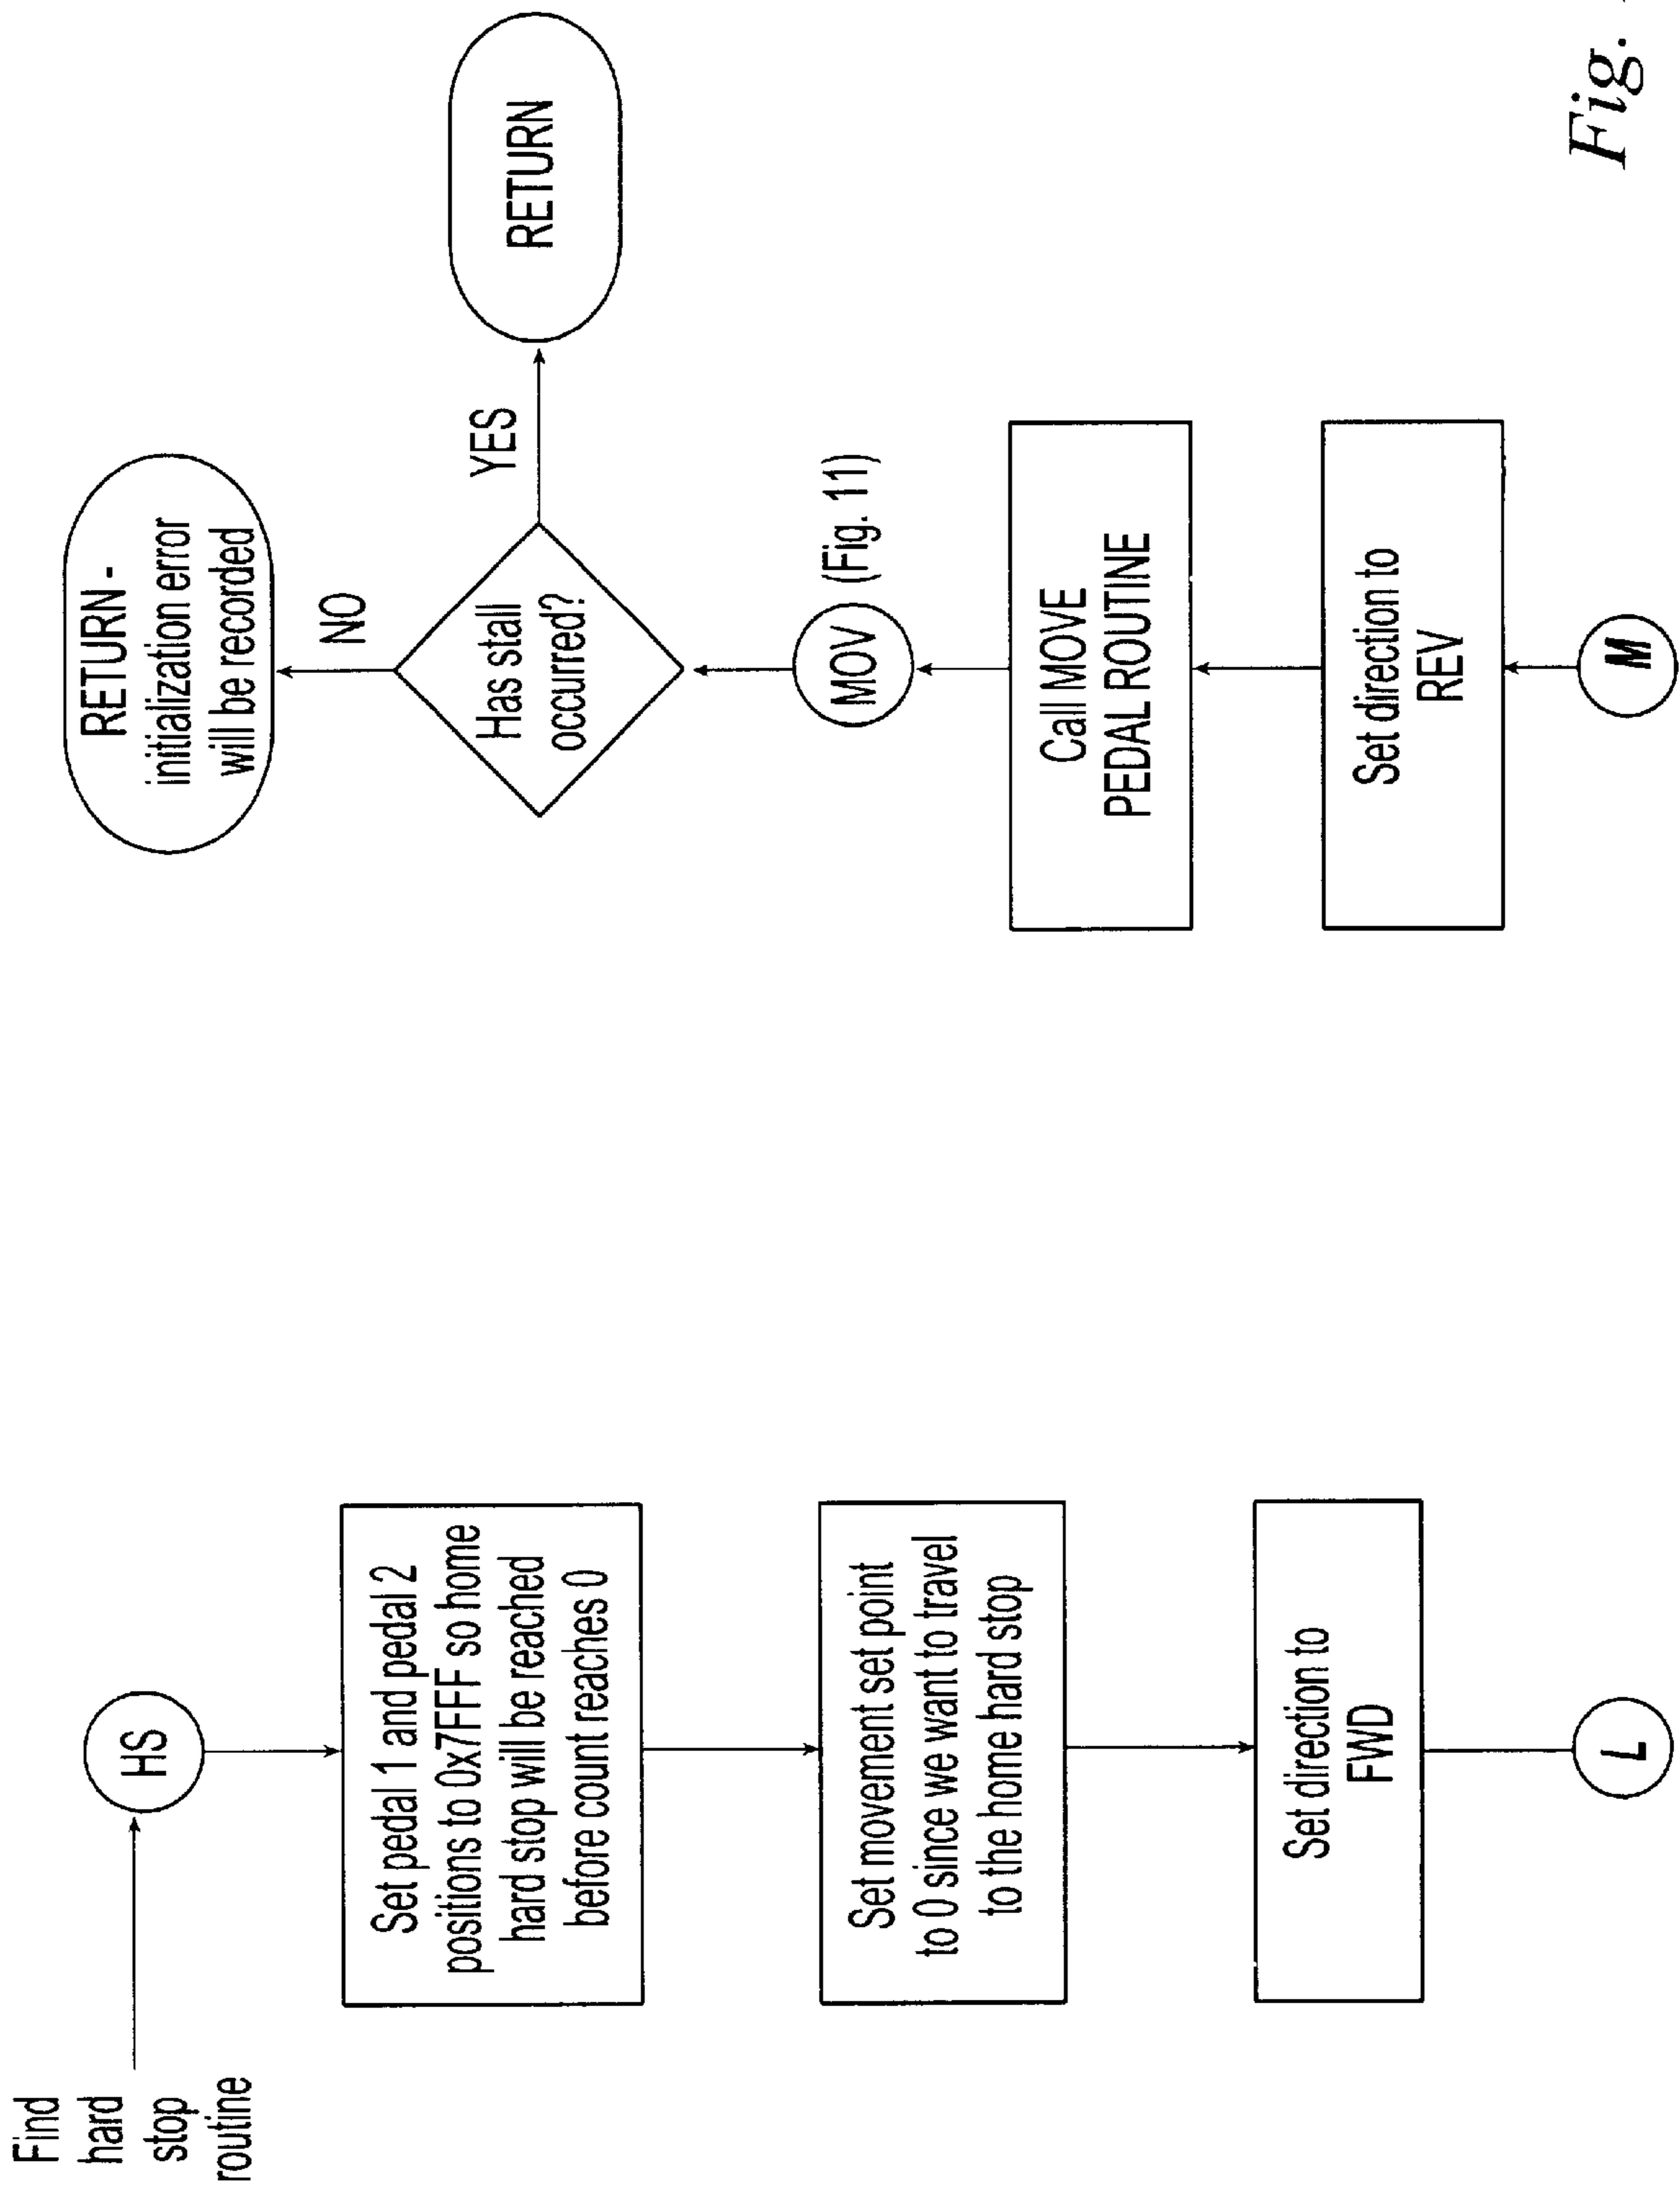 Find
hard
stop
routine
HS
Set pedal 1 and pedal 2
positions to 0x7FFF so home
hard stop will be reached
before count reaches 0
Set movement set point
to 0 since we want to travel
to the home hard stop
Set direction to
FWD
L
RETURN -
initialization error
will be recorded
NO
Has stall
occurred?
YES
RETURN
MOV (Fig. 11)
Call MOVE
PEDAL ROUTINE
Set direction to
REV
M
Fig.